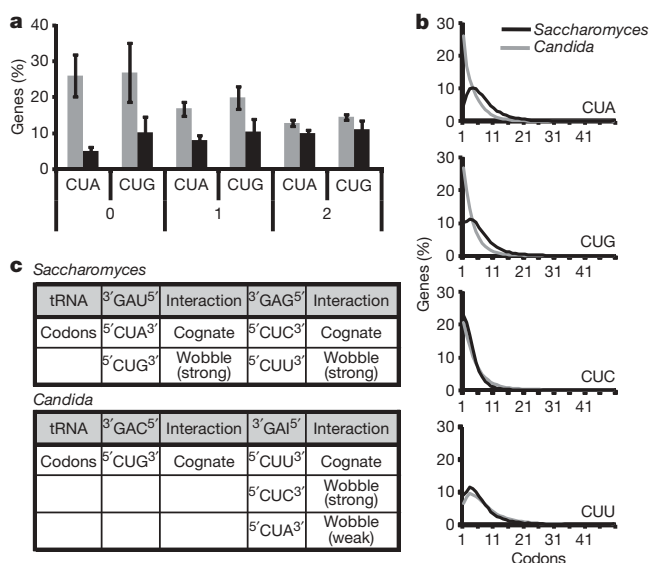 a
Genes (%)
40
30
20
10
0
CUA CUG CUA CUG CUA CUG
0 1 2
b
Saccharomyces
Candida
Genes (%)
30
20
10
0
CUA
1 11 21 31 41
30
20
10
0
CUG
1 11 21 31 41
30
20
10
0
CUC
1 11 21 31 41
30
20
10
0
CUU
1 11 21 31 41
Codons
c
Saccharomyces
tRNA 3′GAU5′ Interaction 3′GAG5′ Interaction
Codons 5′CUA3′ Cognate 5′CUC3′ Cognate
5′CUG3′ Wobble (strong) 5′CUU3′ Wobble (strong)
Candida
tRNA 3′GAC5′ Interaction 3′GAI5′ Interaction
Codons 5′CUG3′ Cognate 5′CUU3′ Cognate
5′CUC3′ Wobble (strong)
5′CUA3′ Wobble (weak)